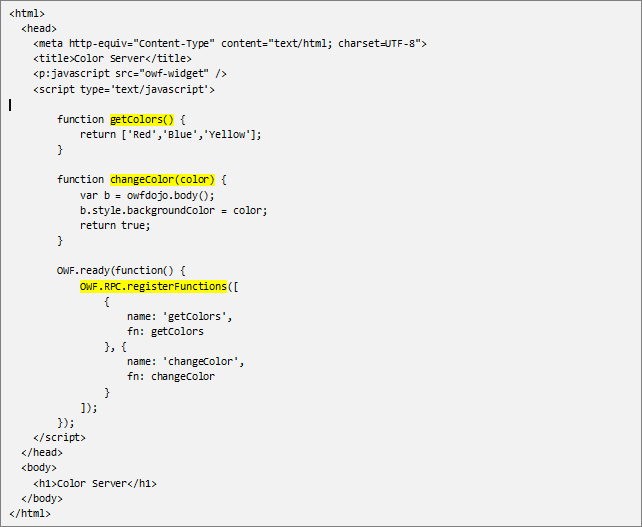 <html>
<head>
<meta http-equiv="Content-Type" content="text/html; charset=UTF-8">
<title>Color Server</title>
<p:javascript src="owf-widget" />
<script type='text/javascript'>
function getColors() {
return ['Red','Blue','Yellow'];
}
function changeColor(color) {
var b = owfdojo.body();
b.style.backgroundColor = color;
return true;
}
OWF.ready(function() {
OWF.RPC.registerFunctions([
{
name: 'getColors',
fn: getColors
}, {
name: 'changeColor',
fn: changeColor
}
]);
});
</script>
</head>
<body>
<h1>Color Server</h1>
</body>
</html>